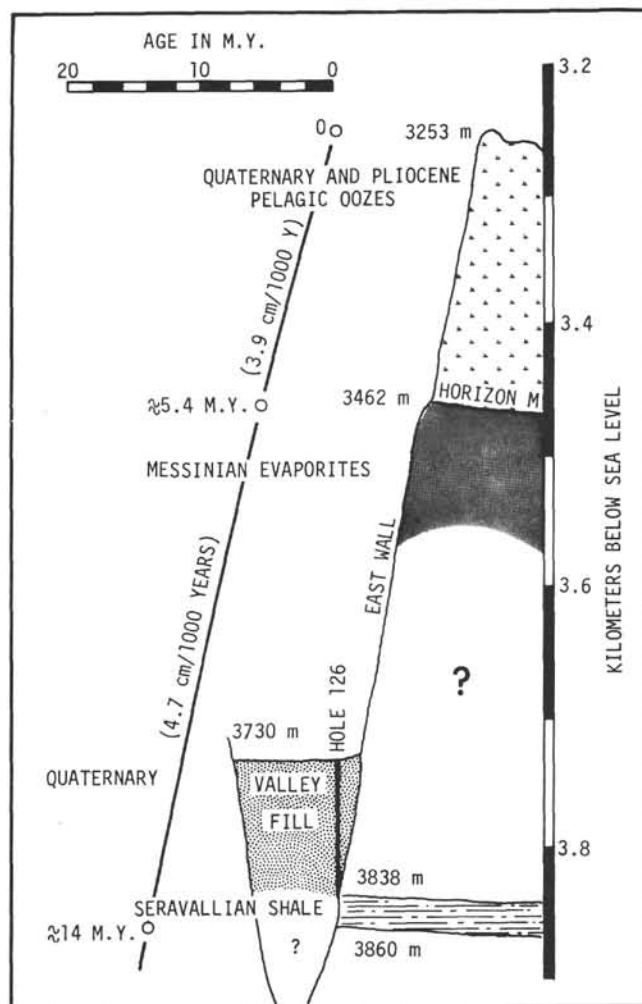 AGE IN M.Y.
20 10 0
3.2
0
3253 m
QUATERNARY AND PLIOCENE
PELAGIC OOZES
(3.9 cm/1000 Y)
3.4
≈5.4 M.Y.
3462 m
HORIZON M
MESSINIAN EVAPORITES
EAST WALL
KILOMETERS BELOW SEA LEVEL
3.6
(4.7 cm/1000 YEARS)
?
HOLE 126
3730 m
QUATERNARY
VALLEY
FILL
3.8
3838 m
SERAVALLIAN SHALE
≈14 M.Y.
?
3860 m